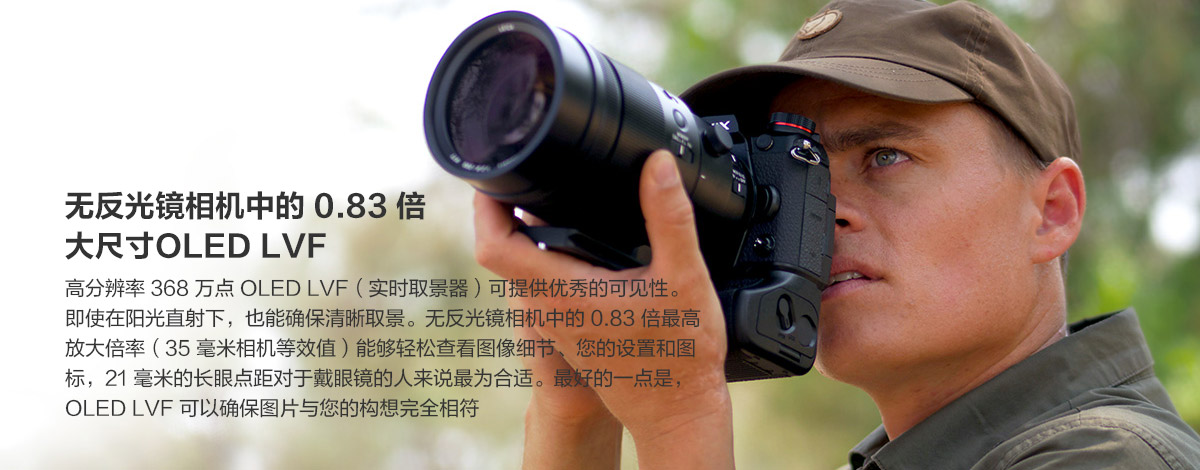 无反光镜相机中的 0.83 倍
大尺寸OLED LVF
高分辨率 368 万点 OLED LVF（实时取景器）可提供优秀的可见性。
即使在阳光直射下，也能确保清晰取景。无反光镜相机中的 0.83 倍最高
放大倍率（35 毫米相机等效值）能够轻松查看图像细节、您的设置和图
标，21 毫米的长眼点距对于戴眼镜的人来说最为合适。最好的一点是，
OLED LVF 可以确保图片与您的构想完全相符
LEICA